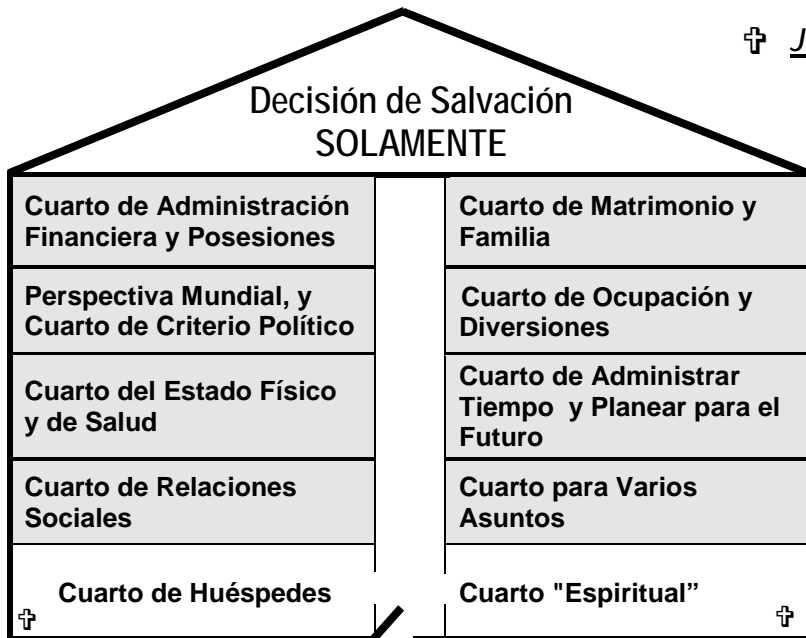 ✞ J
Decisión de Salvación
SOLAMENTE
Cuarto de Administración
Financiera y Posesiones
Cuarto de Matrimonio y
Familia
Perspectiva Mundial, y
Cuarto de Criterio Político
Cuarto de Ocupación y
Diversiones
Cuarto del Estado Físico
y de Salud
Cuarto de Administrar
Tiempo y Planear para el
Futuro
Cuarto de Relaciones
Sociales
Cuarto para Varios
Asuntos
Cuarto de Huéspedes
✞
Cuarto "Espiritual”
✞